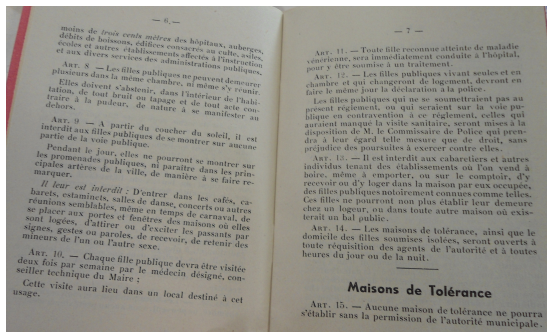 — 6. —
moins de trois cents mètres des hôpitaux, auberges,
débits de boissons, édifices consacrés au culte, asiles,
écoles et autres établissements affectés à l'instruction
et aux divers services des administrations publiques.
ART. 8 — Les filles publiques ne peuvent demeurer
plusieurs dans la même chambre, ni même s'y réunir.
Elles doivent s'abstenir, dans l'intérieur de l'habi-
tation, de tout bruit ou tapage et de tout acte con-
traire à la pudeur, de nature à se manifester au
dehors.
ART. 9 — A partir du coucher du soleil, il est
interdit aux filles publiques de se montrer sur aucune
partie de la voie publique.
Pendant le jour, elles ne pourront se montrer sur
les promenades publiques, ni paraître dans les prin-
cipales artères de la ville, de manière à se faire re-
marquer.
Il leur est interdit : D'entrer dans les cafés, ca-
barets, estaminets, salles de danse, concerts ou autres
réunions semblables, même en temps de carnaval, de
se placer aux portes et fenêtres des maisons où elles
sont logées, d'attirer ou d'exciter les passants par
signes, gestes ou paroles, de recevoir, de retenir des
mineurs de l'un ou l'autre sexe.
ART. 10. — Chaque fille publique devra être visitée
deux fois par semaine par le médecin désigné, con-
seiller technique du Maire ;
Cette visite aura lieu dans un local destiné à cet
usage.
— 7 —
ART. 11. — Toute fille reconnue atteinte de maladie
vénérienne, sera immédiatement conduite à l'hôpital,
pour y être soumise à un traitement.
ART. 12. — Les filles publiques vivant seules et en
chambre et qui changeront de logement, devront en
faire le même jour la déclaration à la police.
Les filles publiques qui ne se soumettraient pas au
présent règlement, ou qui seraient sur la voie pu-
blique en contravention à ce règlement, celles qui
auraient manqué la visite sanitaire, seront mises à la
disposition de M. le Commissaire de Police qui pren-
dra à leur égard telle mesure que de droit, sans
préjudice des poursuites à exercer contre elles.
ART. 13. — Il est interdit aux cabaretiers et autres
individus tenant des établissements où l'on vend à
boire, même à emporter, ou sur le comptoir, d'y
recevoir ou d'y loger dans la maison par eux occupée,
des filles publiques notoirement connues comme telles.
Ces filles ne pourront non plus établir leur demeure
chez un logeur, ou dans toute autre maison où exis-
terait un bal public.
ART. 14. — Les maisons de tolérance, ainsi que le
domicile des filles soumises isolées, seront ouverts à
toute réquisition des agents de l'autorité et à toutes
heures du jour ou de la nuit.
Maisons de Tolérance
ART. 15. — Aucune maison de tolérance ne pourra
s'établir sans la permission de l'autorité municipale.